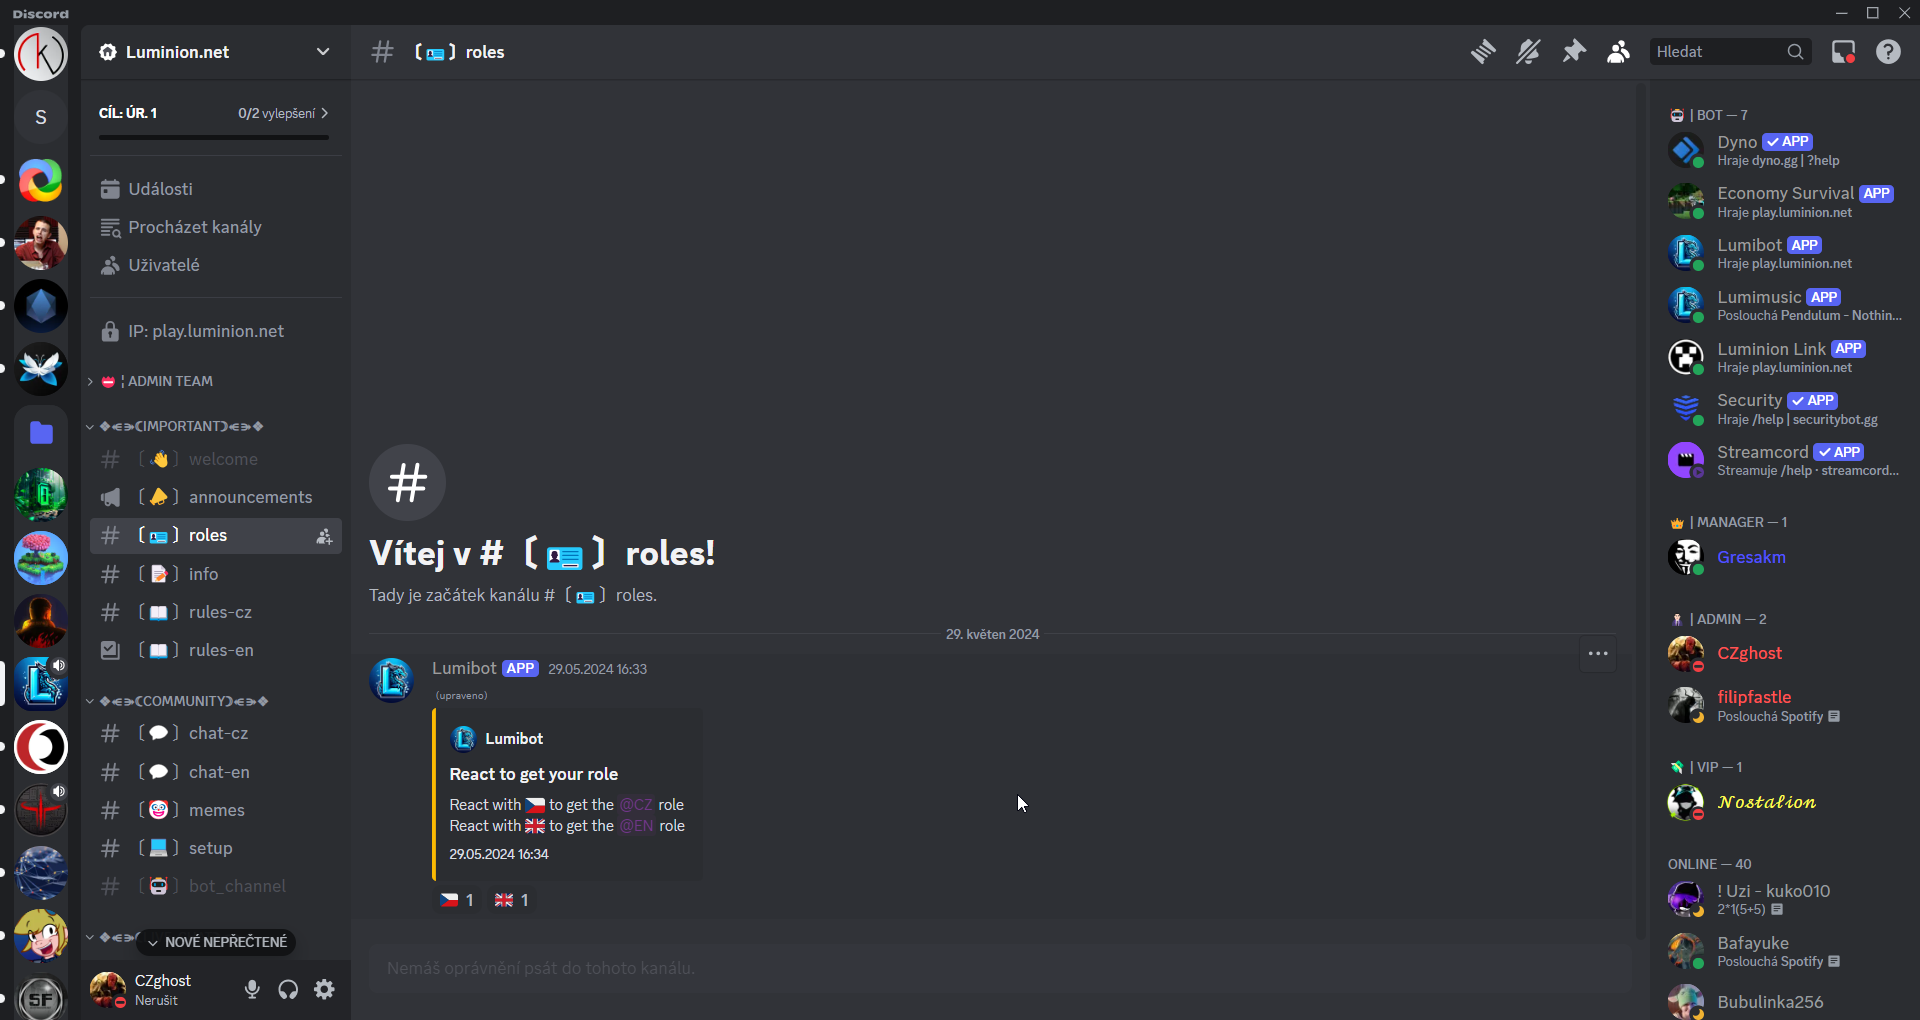 Discord
Luminion.net
〔🪪〕roles
Hledat
CÍL: ÚR. 1
0/2 vylepšení
Události
Procházet kanály
Uživatelé
IP: play.luminion.net
¦ ADMIN TEAM
❖⋲⋺☾IMPORTANT☽⋲⋺❖
〔👋〕welcome
〔📣〕announcements
〔🪪〕roles
〔📝〕info
〔📖〕rules-cz
〔📖〕rules-en
❖⋲⋺☾COMMUNITY☽⋲⋺❖
〔💬〕chat-cz
〔💬〕chat-en
〔🤡〕memes
〔💻〕setup
〔🤖〕bot_channel
NOVÉ NEPŘEČTENÉ
CZghost
Nerušit
S
SF
Vítej v #〔🪪〕roles!
Tady je začátek kanálu #〔🪪〕roles.
29. květen 2024
Lumibot APP 29.05.2024 16:33
(upraveno)
Lumibot
React to get your role
React with 🇨🇿 to get the @CZ role
React with 🇬🇧 to get the @EN role
29.05.2024 16:34
🇨🇿 1 🇬🇧 1
Nemáš oprávnění psát do tohoto kanálu.
| BOT — 7
Dyno ✓ APP
Hraje dyno.gg | ?help
Economy Survival APP
Hraje play.luminion.net
Lumibot APP
Hraje play.luminion.net
Lumimusic APP
Poslouchá Pendulum - Nothin...
Luminion Link APP
Hraje play.luminion.net
Security ✓ APP
Hraje /help | securitybot.gg
Streamcord ✓ APP
Streamuje /help · streamcord...
| MANAGER — 1
Gresakm
| ADMIN — 2
CZghost
filipfastle
Poslouchá Spotify
| VIP — 1
𝓝𝓸𝓼𝓽𝓪𝓵𝓲𝓸𝓷
ONLINE — 40
! Uzi - kuko010
2*1(5+5)
Bafayuke
Poslouchá Spotify
Bubulinka256